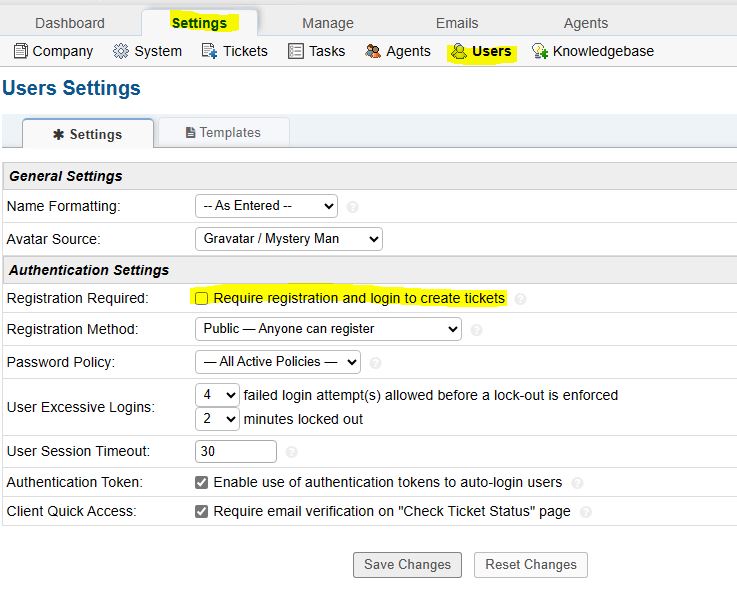 Dashboard Settings Manage Emails Agents
Company System Tickets Tasks Agents Users Knowledgebase
Users Settings
Settings Templates
General Settings
Name Formatting: -- As Entered --
Avatar Source: Gravatar / Mystery Man
Authentication Settings
Registration Required: Require registration and login to create tickets
Registration Method: Public — Anyone can register
Password Policy: — All Active Policies —
User Excessive Logins: 4 failed login attempt(s) allowed before a lock-out is enforced
2 minutes locked out
User Session Timeout: 30
Authentication Token: Enable use of authentication tokens to auto-login users
Client Quick Access: Require email verification on "Check Ticket Status" page
Save Changes Reset Changes